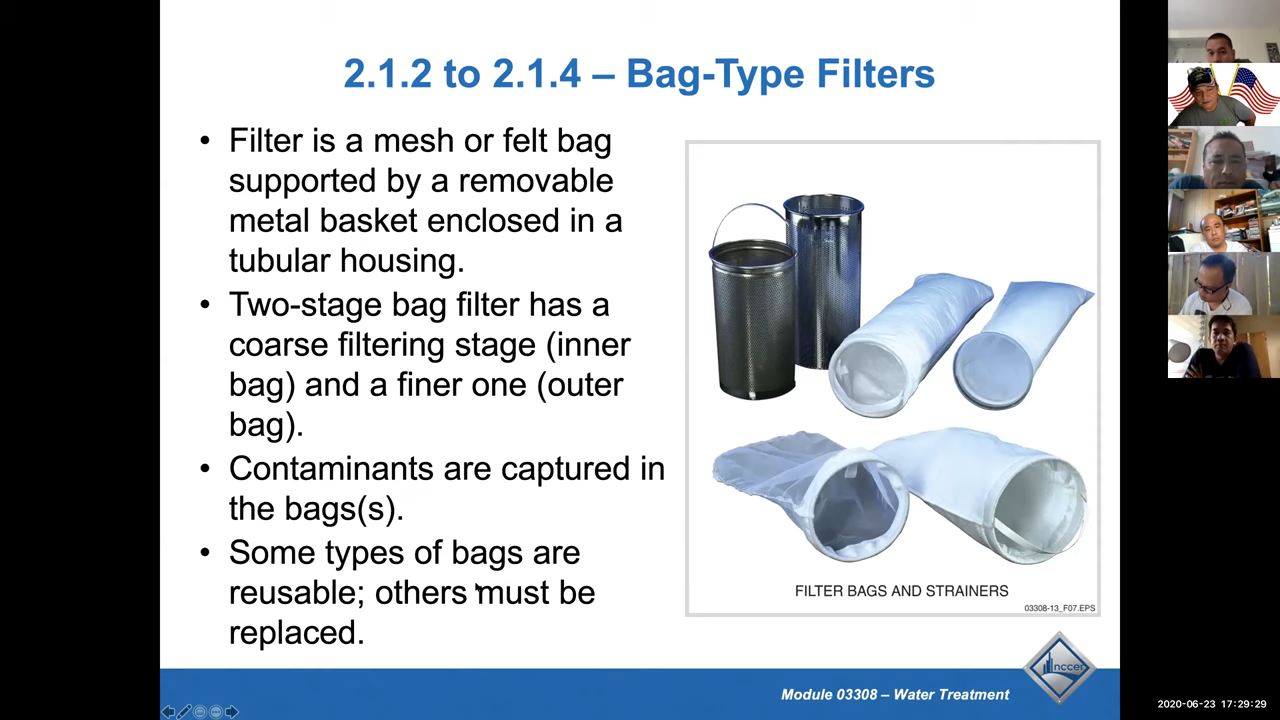 2.1.2 to 2.1.4 – Bag-Type Filters
• Filter is a mesh or felt bag
supported by a removable
metal basket enclosed in a
tubular housing.
• Two-stage bag filter has a
coarse filtering stage (inner
bag) and a finer one (outer
bag).
• Contaminants are captured in
the bags(s).
• Some types of bags are
reusable; others must be
replaced.
FILTER BAGS AND STRAINERS
03308-13_F07.EPS
nccer
Module 03308 – Water Treatment
2020-06-23 17:29:29